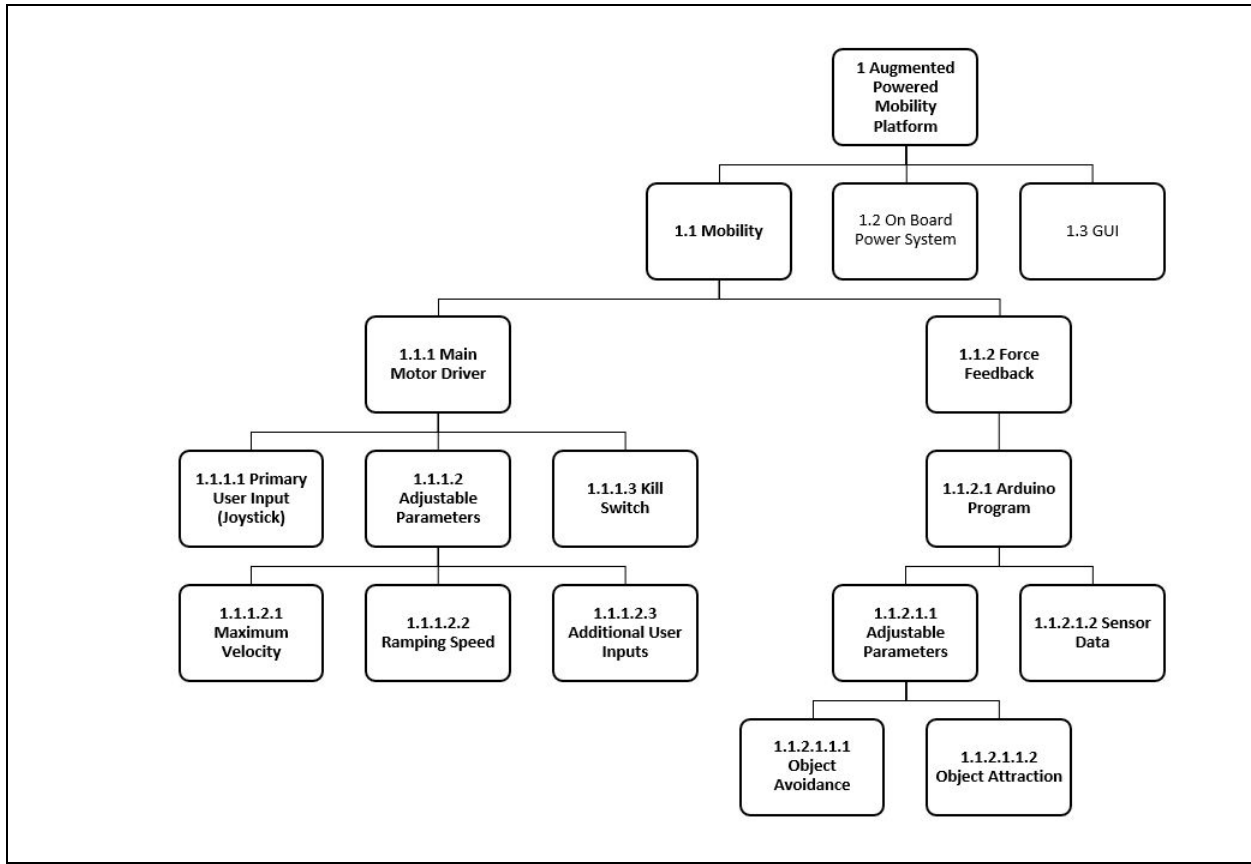 1 Augmented
Powered
Mobility
Platform
1.1 Mobility
1.2 On Board
Power System
1.3 GUI
1.1.1 Main
Motor Driver
1.1.2 Force
Feedback
1.1.1.1 Primary
User Input
(Joystick)
1.1.1.2
Adjustable
Parameters
1.1.1.3 Kill
Switch
1.1.2.1 Arduino
Program
1.1.1.2.1
Maximum
Velocity
1.1.1.2.2
Ramping Speed
1.1.1.2.3
Additional User
Inputs
1.1.2.1.1
Adjustable
Parameters
1.1.2.1.2 Sensor
Data
1.1.2.1.1.1
Object
Avoidance
1.1.2.1.1.2
Object Attraction